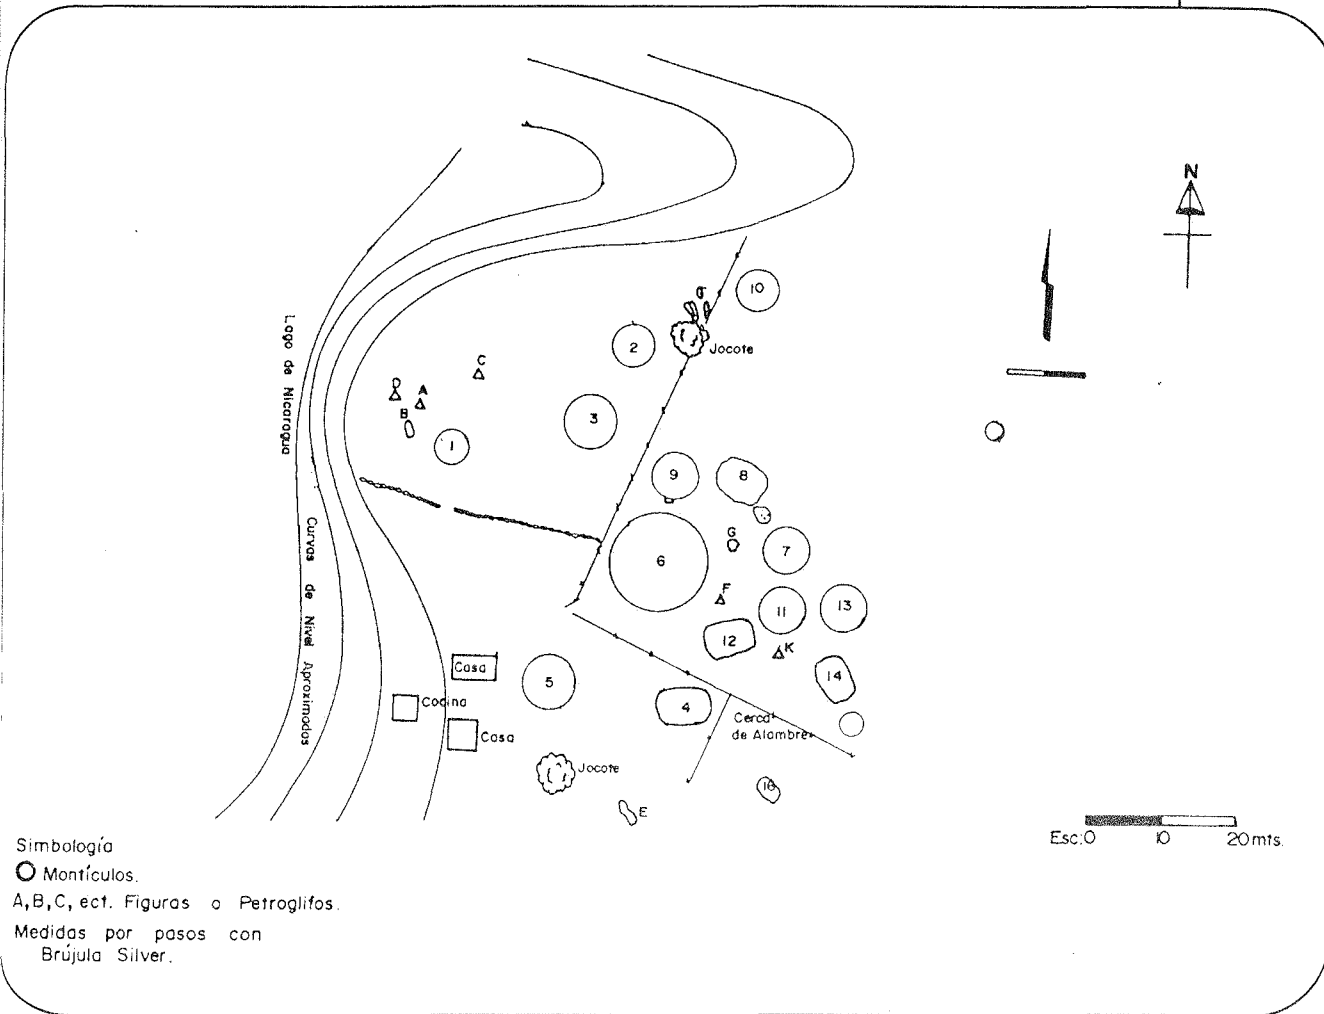 N
10
J
2
Jocote
C
D
A
B
3
1
Lago de Nicaragua
9
8
G
7
6
F
11
13
12
K
14
Curvas de Nivel Aproximados
Casa
5
Cocina
4
Cerca
de Alambre
Casa
Jocote
16
E
Esc:0 10 20mts.
Simbología
Montículos.
A,B,C, ect. Figuras o Petroglifos.
Medidas por pasos con
Brújula Silver.